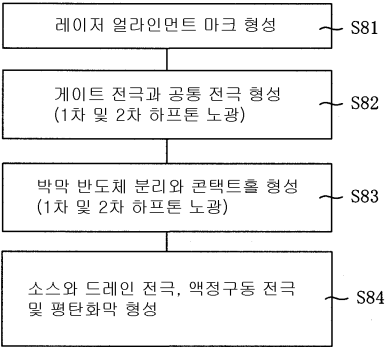 레이저 얼라인먼트 마크 형성
S81
게이트 전극과 공통 전극 형성
(1차 및 2차 하프톤 노광)
S82
박막 반도체 분리와 콘택트홀 형성
(1차 및 2차 하프톤 노광)
S83
소스와 드레인 전극, 액정구동 전극
및 평탄화막 형성
S84